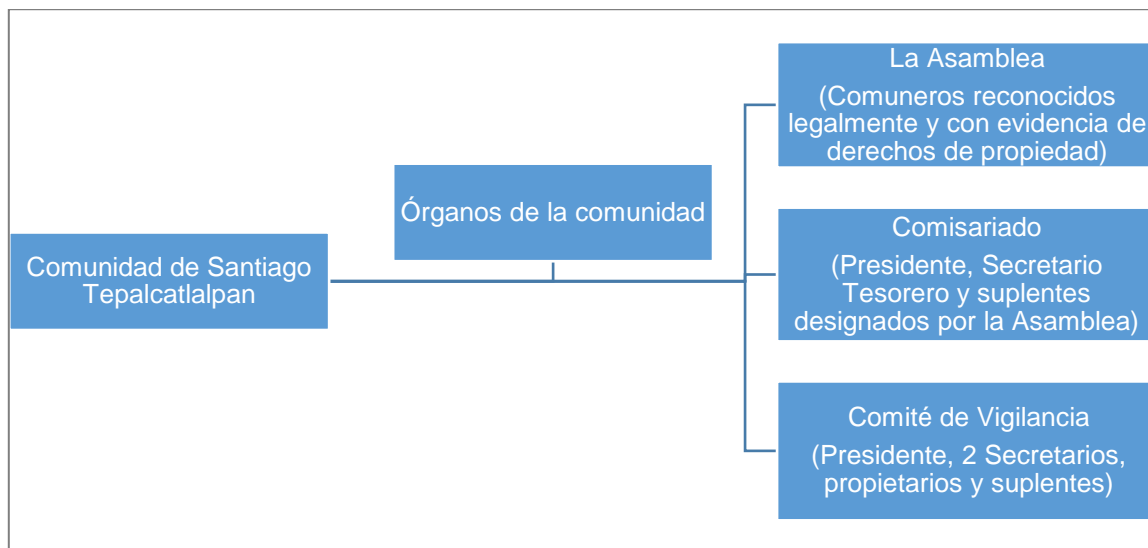 Comunidad de Santiago
Tepalcatlalpan
Órganos de la comunidad
La Asamblea
(Comuneros reconocidos
legalmente y con evidencia de
derechos de propiedad)
Comisariado
(Presidente, Secretario
Tesorero y suplentes
designados por la Asamblea)
Comité de Vigilancia
(Presidente, 2 Secretarios,
propietarios y suplentes)